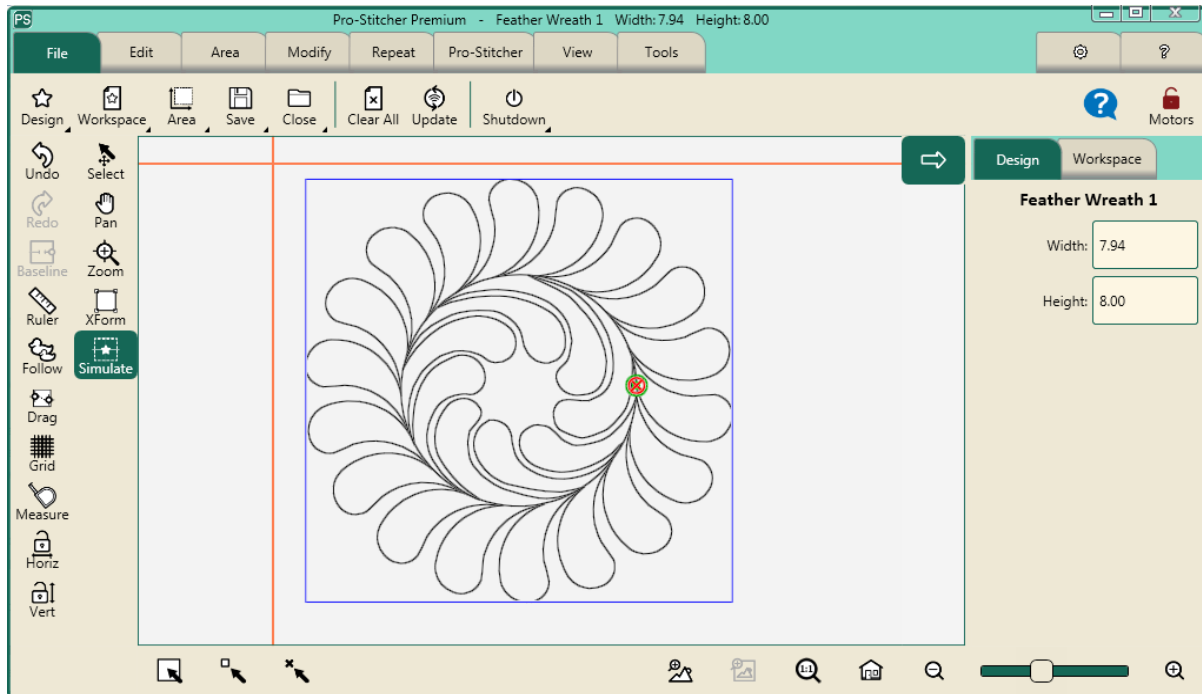 PS
Pro-Stitcher Premium - Feather Wreath 1 Width: 7.94 Height: 8.00
File Edit Area Modify Repeat Pro-Stitcher View Tools ?
Design Workspace Area Save Close Clear All Update Shutdown ? Motors
Undo Select
Redo Pan
Baseline Zoom
Ruler XForm
Follow Simulate
Drag
Grid
Measure
Horiz
Vert
Design Workspace
Feather Wreath 1
Width: 7.94
Height: 8.00
1:1